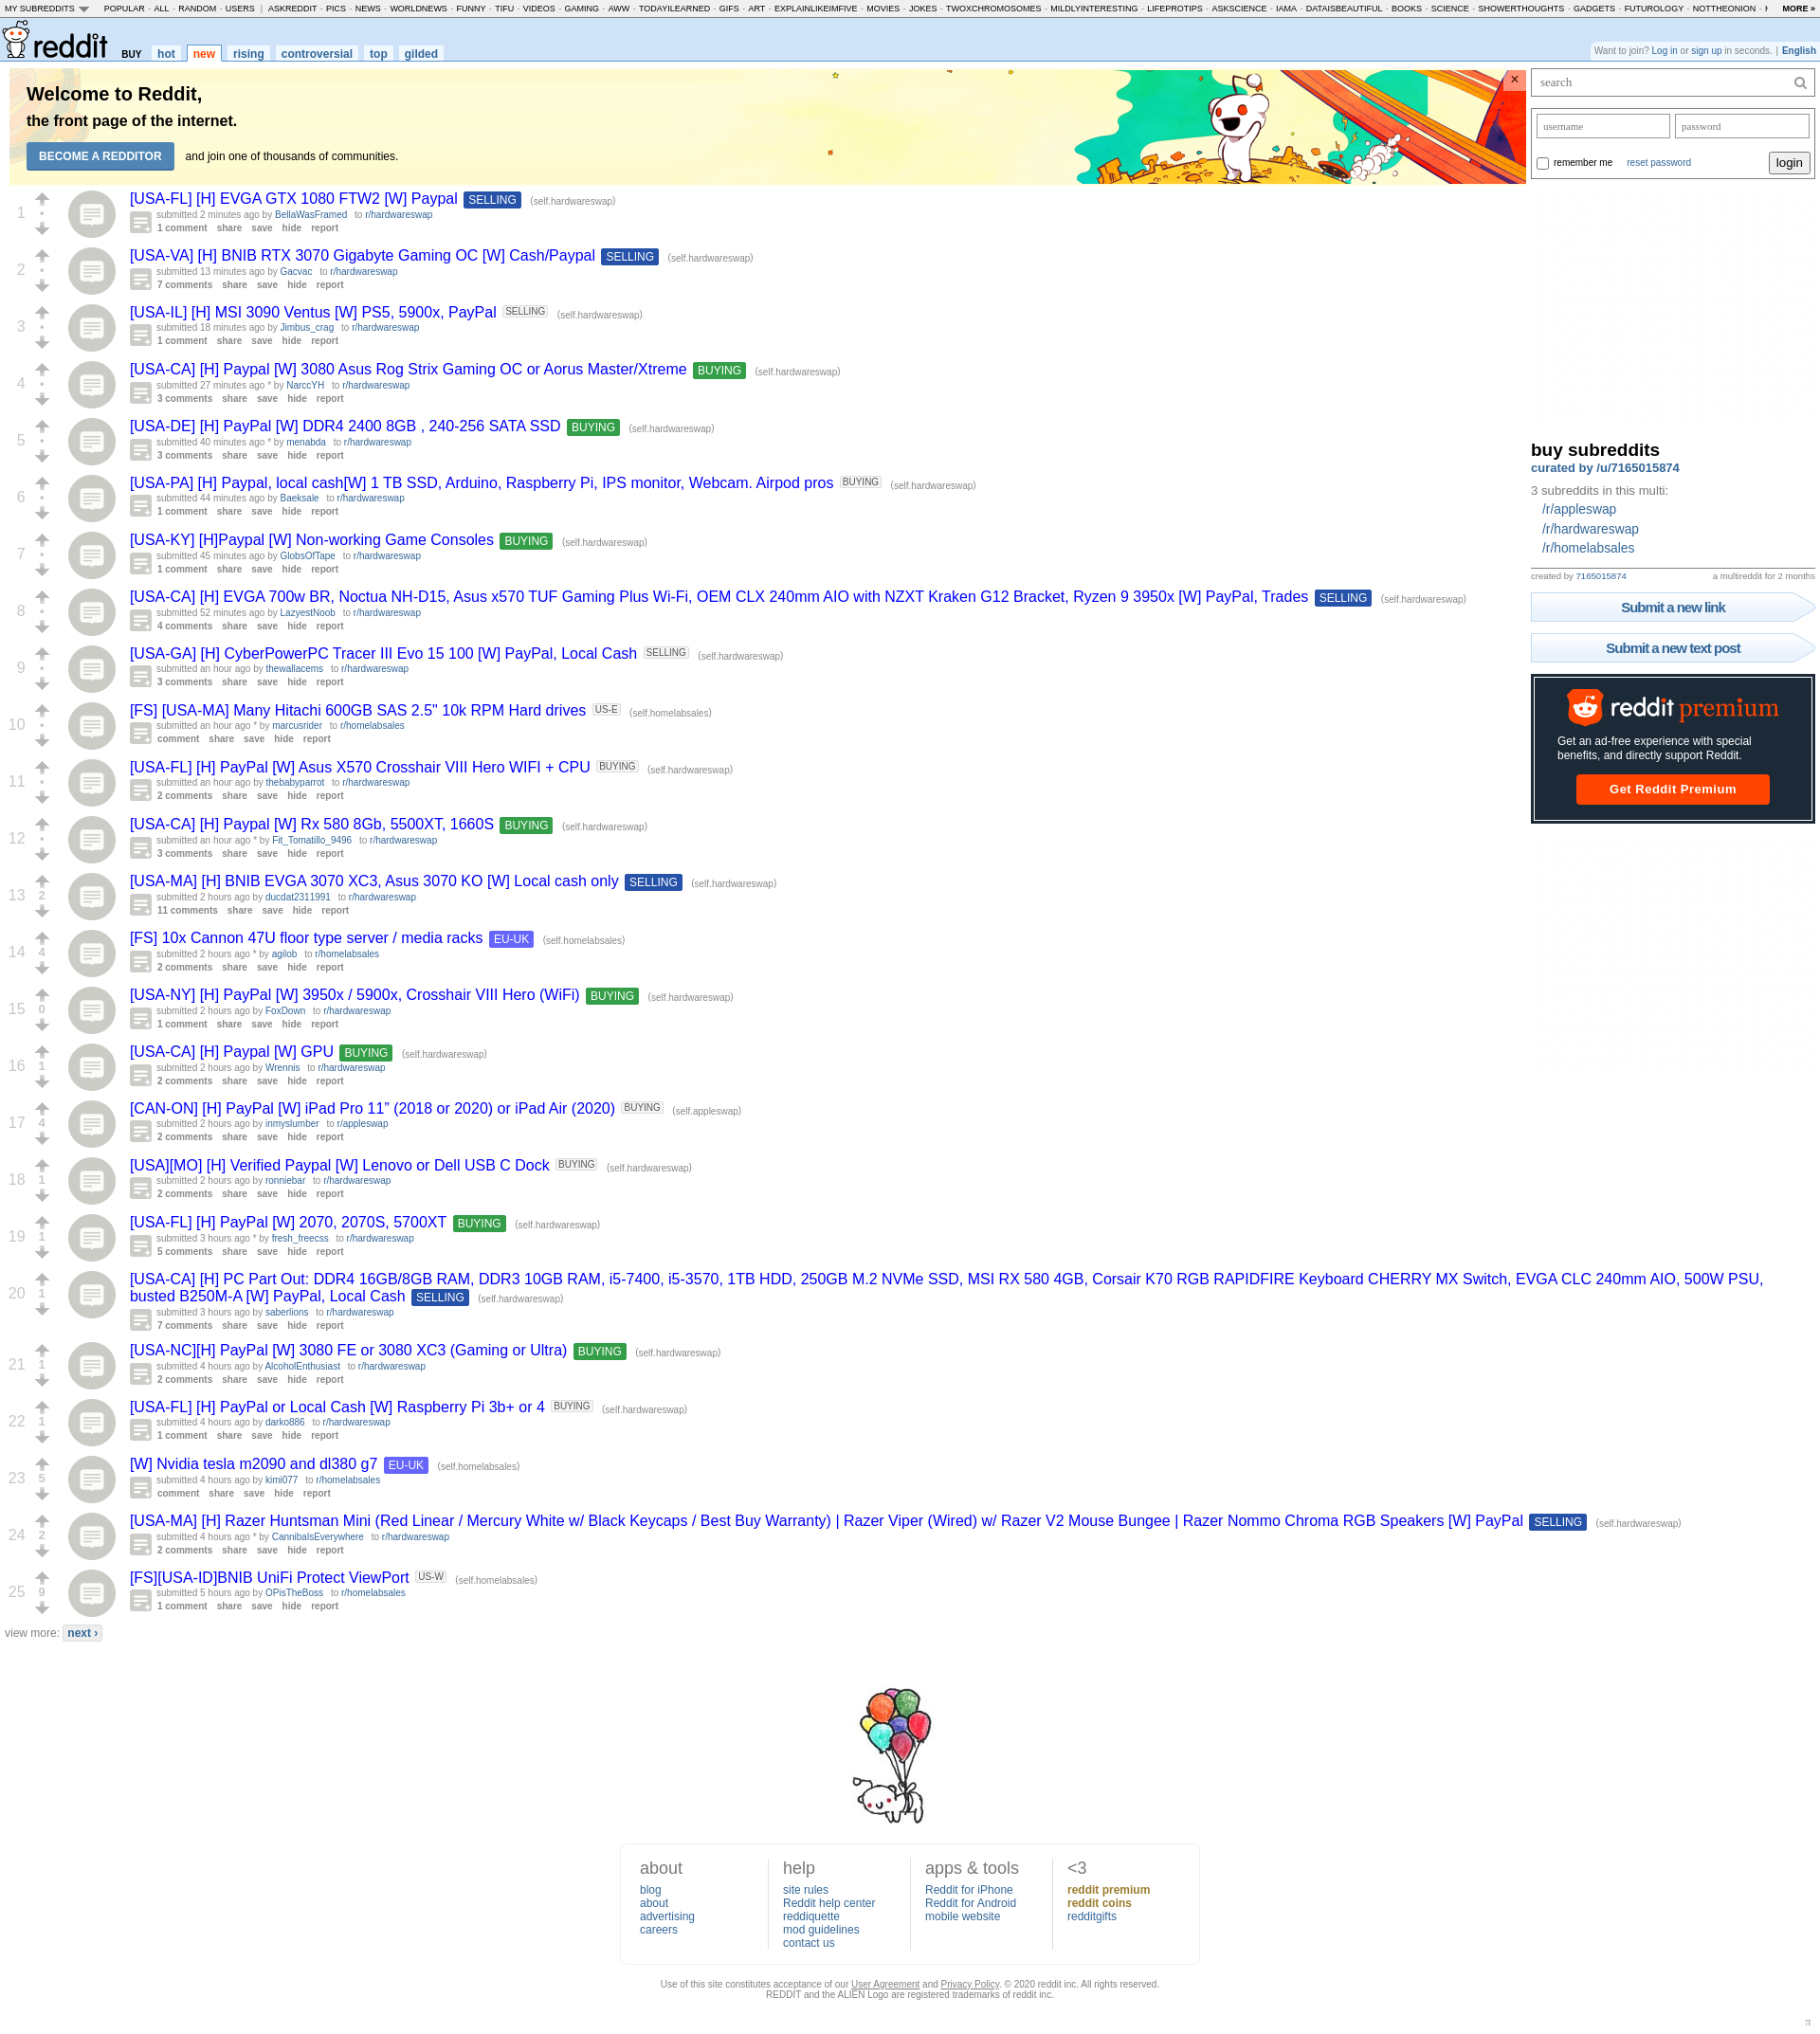 MY SUBREDDITS POPULAR - ALL - RANDOM - USERS | ASKREDDIT - PICS - NEWS - WORLDNEWS - FUNNY - TIFU - VIDEOS - GAMING - AWW - TODAYILEARNED - GIFS - ART - EXPLAINLIKEIMFIVE - MOVIES - JOKES - TWOXCHROMOSOMES - MILDLYINTERESTING - LIFEPROTIPS - ASKSCIENCE - IAMA - DATAISBEAUTIFUL - BOOKS - SCIENCE - SHOWERTHOUGHTS - GADGETS - FUTUROLOGY - NOTTHEONION - MORE »
reddit BUY hot new rising controversial top gilded
Want to join? Log in or sign up in seconds. | English
Welcome to Reddit,
the front page of the internet.
BECOME A REDDITOR and join one of thousands of communities.
×
search
username password
remember me reset password login
1 [USA-FL] [H] EVGA GTX 1080 FTW2 [W] Paypal SELLING (self.hardwareswap)
submitted 2 minutes ago by BellaWasFramed to r/hardwareswap
1 comment share save hide report
2 [USA-VA] [H] BNIB RTX 3070 Gigabyte Gaming OC [W] Cash/Paypal SELLING (self.hardwareswap)
submitted 13 minutes ago by Gacvac to r/hardwareswap
7 comments share save hide report
3 [USA-IL] [H] MSI 3090 Ventus [W] PS5, 5900x, PayPal SELLING (self.hardwareswap)
submitted 18 minutes ago by Jimbus_crag to r/hardwareswap
1 comment share save hide report
4 [USA-CA] [H] Paypal [W] 3080 Asus Rog Strix Gaming OC or Aorus Master/Xtreme BUYING (self.hardwareswap)
submitted 27 minutes ago * by NarccYH to r/hardwareswap
3 comments share save hide report
5 [USA-DE] [H] PayPal [W] DDR4 2400 8GB , 240-256 SATA SSD BUYING (self.hardwareswap)
submitted 40 minutes ago * by menabda to r/hardwareswap
3 comments share save hide report
6 [USA-PA] [H] Paypal, local cash[W] 1 TB SSD, Arduino, Raspberry Pi, IPS monitor, Webcam. Airpod pros BUYING (self.hardwareswap)
submitted 44 minutes ago by Baeksale to r/hardwareswap
1 comment share save hide report
7 [USA-KY] [H]Paypal [W] Non-working Game Consoles BUYING (self.hardwareswap)
submitted 45 minutes ago by GlobsOfTape to r/hardwareswap
1 comment share save hide report
8 [USA-CA] [H] EVGA 700w BR, Noctua NH-D15, Asus x570 TUF Gaming Plus Wi-Fi, OEM CLX 240mm AIO with NZXT Kraken G12 Bracket, Ryzen 9 3950x [W] PayPal, Trades SELLING (self.hardwareswap)
submitted 52 minutes ago by LazyestNoob to r/hardwareswap
4 comments share save hide report
9 [USA-GA] [H] CyberPowerPC Tracer III Evo 15 100 [W] PayPal, Local Cash SELLING (self.hardwareswap)
submitted an hour ago by thewallacems to r/hardwareswap
3 comments share save hide report
10 [FS] [USA-MA] Many Hitachi 600GB SAS 2.5" 10k RPM Hard drives US-E (self.homelabsales)
submitted an hour ago * by marcusrider to r/homelabsales
comment share save hide report
11 [USA-FL] [H] PayPal [W] Asus X570 Crosshair VIII Hero WIFI + CPU BUYING (self.hardwareswap)
submitted an hour ago by thebabyparrot to r/hardwareswap
2 comments share save hide report
12 [USA-CA] [H] Paypal [W] Rx 580 8Gb, 5500XT, 1660S BUYING (self.hardwareswap)
submitted an hour ago * by Fit_Tomatillo_9496 to r/hardwareswap
3 comments share save hide report
13 2 [USA-MA] [H] BNIB EVGA 3070 XC3, Asus 3070 KO [W] Local cash only SELLING (self.hardwareswap)
submitted 2 hours ago by ducdat2311991 to r/hardwareswap
11 comments share save hide report
14 4 [FS] 10x Cannon 47U floor type server / media racks EU-UK (self.homelabsales)
submitted 2 hours ago * by agilob to r/homelabsales
2 comments share save hide report
15 0 [USA-NY] [H] PayPal [W] 3950x / 5900x, Crosshair VIII Hero (WiFi) BUYING (self.hardwareswap)
submitted 2 hours ago by FoxDown to r/hardwareswap
1 comment share save hide report
16 1 [USA-CA] [H] Paypal [W] GPU BUYING (self.hardwareswap)
submitted 2 hours ago by Wrennis to r/hardwareswap
2 comments share save hide report
17 4 [CAN-ON] [H] PayPal [W] iPad Pro 11” (2018 or 2020) or iPad Air (2020) BUYING (self.appleswap)
submitted 2 hours ago by inmyslumber to r/appleswap
2 comments share save hide report
18 1 [USA][MO] [H] Verified Paypal [W] Lenovo or Dell USB C Dock BUYING (self.hardwareswap)
submitted 2 hours ago by ronniebar to r/hardwareswap
2 comments share save hide report
19 1 [USA-FL] [H] PayPal [W] 2070, 2070S, 5700XT BUYING (self.hardwareswap)
submitted 3 hours ago * by fresh_freecss to r/hardwareswap
5 comments share save hide report
20 1 [USA-CA] [H] PC Part Out: DDR4 16GB/8GB RAM, DDR3 10GB RAM, i5-7400, i5-3570, 1TB HDD, 250GB M.2 NVMe SSD, MSI RX 580 4GB, Corsair K70 RGB RAPIDFIRE Keyboard CHERRY MX Switch, EVGA CLC 240mm AIO, 500W PSU,
busted B250M-A [W] PayPal, Local Cash SELLING (self.hardwareswap)
submitted 3 hours ago by saberlions to r/hardwareswap
7 comments share save hide report
21 1 [USA-NC][H] PayPal [W] 3080 FE or 3080 XC3 (Gaming or Ultra) BUYING (self.hardwareswap)
submitted 4 hours ago by AlcoholEnthusiast to r/hardwareswap
2 comments share save hide report
22 1 [USA-FL] [H] PayPal or Local Cash [W] Raspberry Pi 3b+ or 4 BUYING (self.hardwareswap)
submitted 4 hours ago by darko886 to r/hardwareswap
1 comment share save hide report
23 5 [W] Nvidia tesla m2090 and dl380 g7 EU-UK (self.homelabsales)
submitted 4 hours ago by kimi077 to r/homelabsales
comment share save hide report
24 2 [USA-MA] [H] Razer Huntsman Mini (Red Linear / Mercury White w/ Black Keycaps / Best Buy Warranty) | Razer Viper (Wired) w/ Razer V2 Mouse Bungee | Razer Nommo Chroma RGB Speakers [W] PayPal SELLING (self.hardwareswap)
submitted 4 hours ago * by CannibalsEverywhere to r/hardwareswap
2 comments share save hide report
25 9 [FS][USA-ID]BNIB UniFi Protect ViewPort US-W (self.homelabsales)
submitted 5 hours ago by OPisTheBoss to r/homelabsales
1 comment share save hide report
view more: next ›
buy subreddits
curated by /u/7165015874
3 subreddits in this multi:
/r/appleswap
/r/hardwareswap
/r/homelabsales
created by 7165015874 a multireddit for 2 months
Submit a new link
Submit a new text post
reddit premium
Get an ad-free experience with special
benefits, and directly support Reddit.
Get Reddit Premium
about
blog
about
advertising
careers
help
site rules
Reddit help center
reddiquette
mod guidelines
contact us
apps & tools
Reddit for iPhone
Reddit for Android
mobile website
<3
reddit premium
reddit coins
redditgifts
Use of this site constitutes acceptance of our User Agreement and Privacy Policy. © 2020 reddit inc. All rights reserved.
REDDIT and the ALIEN Logo are registered trademarks of reddit inc.
π